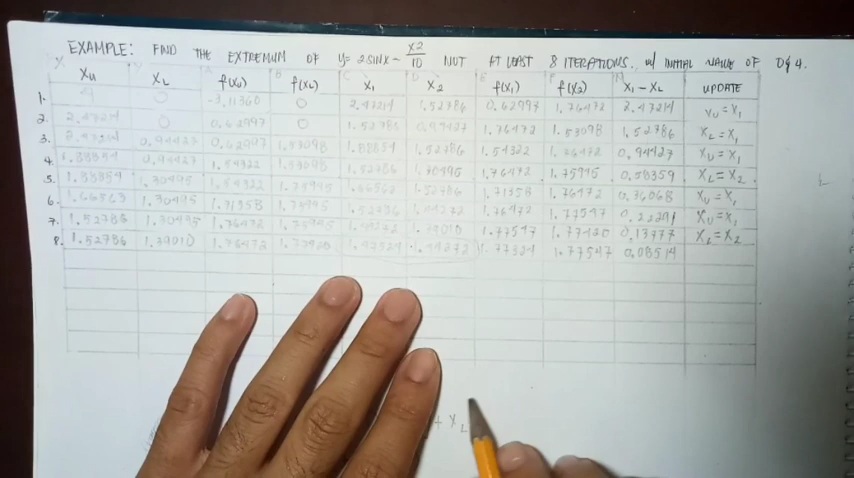 EXAMPLE: FIND THE EXTREMUM OF y= 2 SINX - X2/10 NOT AT LEAST 8 ITERATIONS. w/ INITIAL VALUE OF 0 & 4.
XU XL f(XU) f(XL) X1 X2 f(X1) f(X2) X1 - XL UPDATE
1. 4 0 -3.11360 0 2.47214 1.52786 0.62997 1.76472 2.47214 XU = X1
2. 2.47214 0 0.62997 0 1.52786 0.94427 1.76472 1.53098 1.52786 XL = X1
3. 2.47214 0.94427 0.62997 1.53098 1.88854 1.52786 1.54322 1.76472 0.94427 XU = X1
4. 1.88854 0.94427 1.54322 1.53098 1.52786 1.30495 1.76472 1.75945 0.58359 XL = X2
5. 1.88854 1.30495 1.54322 1.75945 1.66563 1.52786 1.71358 1.76472 0.36068 XU = X1
6. 1.66563 1.30495 1.71358 1.75945 1.52786 1.44272 1.76472 1.77547 0.22291 XU = X1
7. 1.52786 1.30495 1.76472 1.75945 1.44272 1.39010 1.77547 1.77420 0.13777 XL = X2
8. 1.52786 1.39010 1.76472 1.77420 1.44272 1.77324 1.77547 0.08514
+ XL